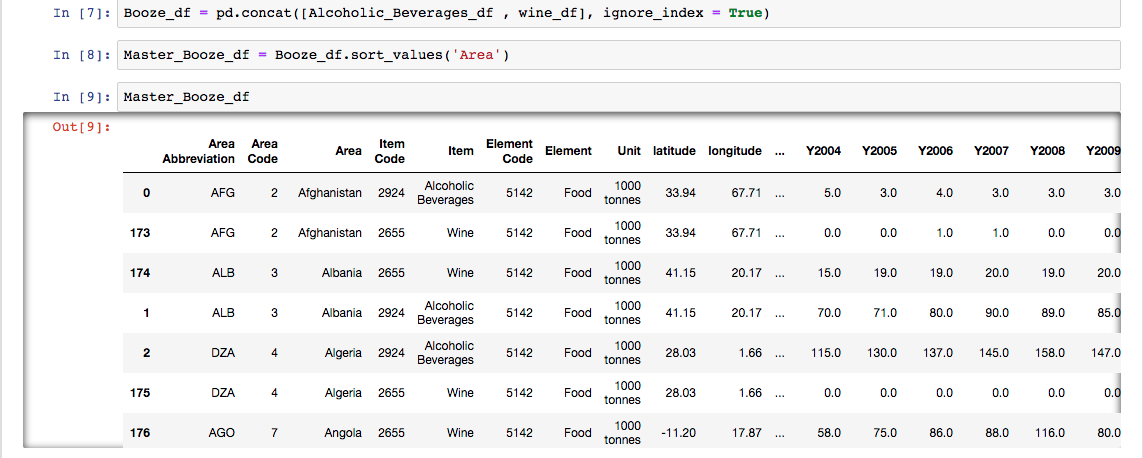 In [7]: Booze_df = pd.concat([Alcoholic_Beverages_df , wine_df], ignore_index = True)
In [8]: Master_Booze_df = Booze_df.sort_values('Area')
In [9]: Master_Booze_df
Out[9]:
Area Abbreviation Area Code Area Item Code Item Element Code Element Unit latitude longitude ... Y2004 Y2005 Y2006 Y2007 Y2008 Y2009
0 AFG 2 Afghanistan 2924 Alcoholic Beverages 5142 Food 1000 tonnes 33.94 67.71 ... 5.0 3.0 4.0 3.0 3.0 3.0
173 AFG 2 Afghanistan 2655 Wine 5142 Food 1000 tonnes 33.94 67.71 ... 0.0 0.0 1.0 1.0 0.0 0.0
174 ALB 3 Albania 2655 Wine 5142 Food 1000 tonnes 41.15 20.17 ... 15.0 19.0 19.0 20.0 19.0 20.0
1 ALB 3 Albania 2924 Alcoholic Beverages 5142 Food 1000 tonnes 41.15 20.17 ... 70.0 71.0 80.0 90.0 89.0 85.0
2 DZA 4 Algeria 2924 Alcoholic Beverages 5142 Food 1000 tonnes 28.03 1.66 ... 115.0 130.0 137.0 145.0 158.0 147.0
175 DZA 4 Algeria 2655 Wine 5142 Food 1000 tonnes 28.03 1.66 ... 0.0 0.0 0.0 0.0 0.0 0.0
176 AGO 7 Angola 2655 Wine 5142 Food 1000 tonnes -11.20 17.87 ... 58.0 75.0 86.0 88.0 116.0 80.0